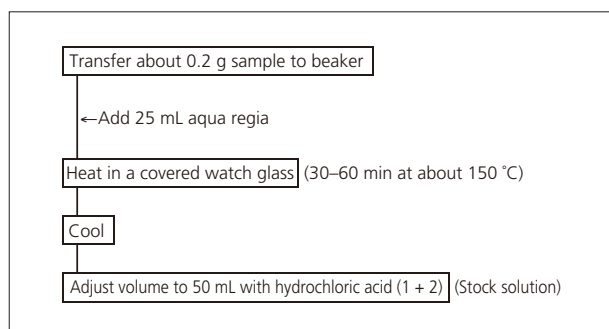 Transfer about 0.2 g sample to beaker
←Add 25 mL aqua regia
Heat in a covered watch glass (30–60 min at about 150 ˚C)
Cool
Adjust volume to 50 mL with hydrochloric acid (1 + 2) (Stock solution)